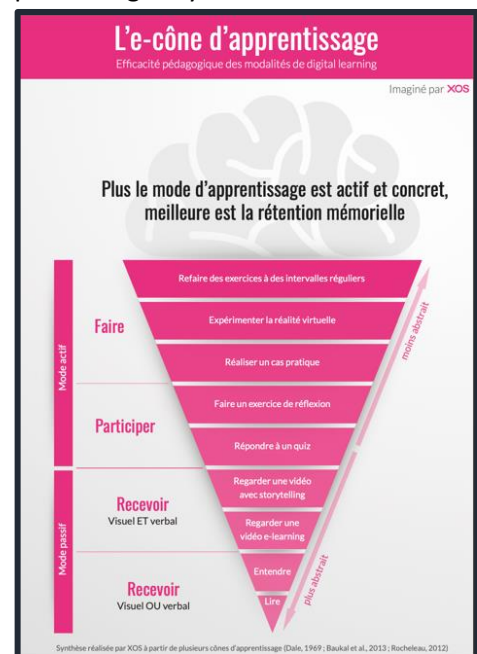 L'e-cône d'apprentissage
Efficacité pédagogique des modalités de digital learning
Imaginé par XOS
Plus le mode d'apprentissage est actif et concret,
meilleure est la rétention mémorielle
Mode actif
Faire
Refaire des exercices à des intervalles réguliers
Expérimenter la réalité virtuelle
Réaliser un cas pratique
moins abstrait
Participer
Faire un exercice de réflexion
Répondre à un quiz
Mode passif
Recevoir
Visuel ET verbal
Regarder une vidéo
avec storytelling
Regarder une
vidéo e-learning
plus abstrait
Recevoir
Visuel OU verbal
Entendre
Lire
Synthèse réalisée par XOS à partir de plusieurs cônes d'apprentissage (Dale, 1969 ; Baukal et al., 2013 ; Rocheleau, 2012)